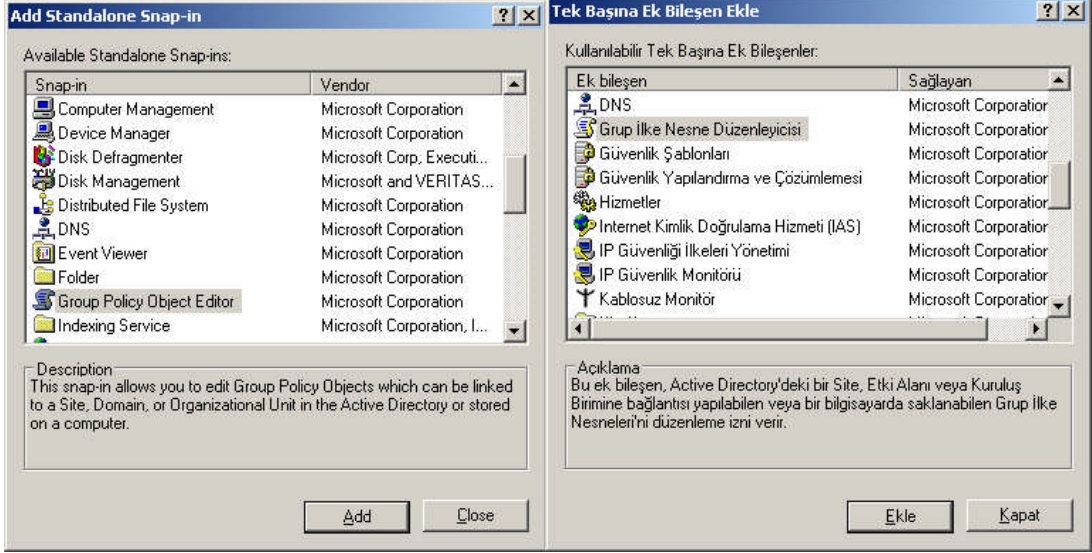 Add Standalone Snap-in
Available Standalone Snap-ins:
Snap-in Vendor
Computer Management Microsoft Corporation
Device Manager Microsoft Corporation
Disk Defragmenter Microsoft Corp, Executi...
Disk Management Microsoft and VERITAS...
Distributed File System Microsoft Corporation
DNS Microsoft Corporation
Event Viewer Microsoft Corporation
Folder Microsoft Corporation
Group Policy Object Editor Microsoft Corporation
Indexing Service Microsoft Corporation, I...
Description
This snap-in allows you to edit Group Policy Objects which can be linked
to a Site, Domain, or Organizational Unit in the Active Directory or stored
on a computer.
Add Close
Tek Başına Ek Bileşen Ekle
Kullanılabilir Tek Başına Ek Bileşenler:
Ek bileşen Sağlayan
DNS Microsoft Corporation
Grup İlke Nesne Düzenleyicisi Microsoft Corporation
Güvenlik Şablonları Microsoft Corporation
Güvenlik Yapılandırma ve Çözümlemesi Microsoft Corporation
Hizmetler Microsoft Corporation
Internet Kimlik Doğrulama Hizmeti (IAS) Microsoft Corporation
IP Güvenliği İlkeleri Yönetimi Microsoft Corporation
IP Güvenlik Monitörü Microsoft Corporation
Kablosuz Monitör Microsoft Corporation
Açıklama
Bu ek bileşen, Active Directory'deki bir Site, Etki Alanı veya Kuruluş
Birimine bağlantısı yapılabilen veya bir bilgisayarda saklanabilen Grup İlke
Nesneleri'ni düzenleme izni verir.
Ekle Kapat